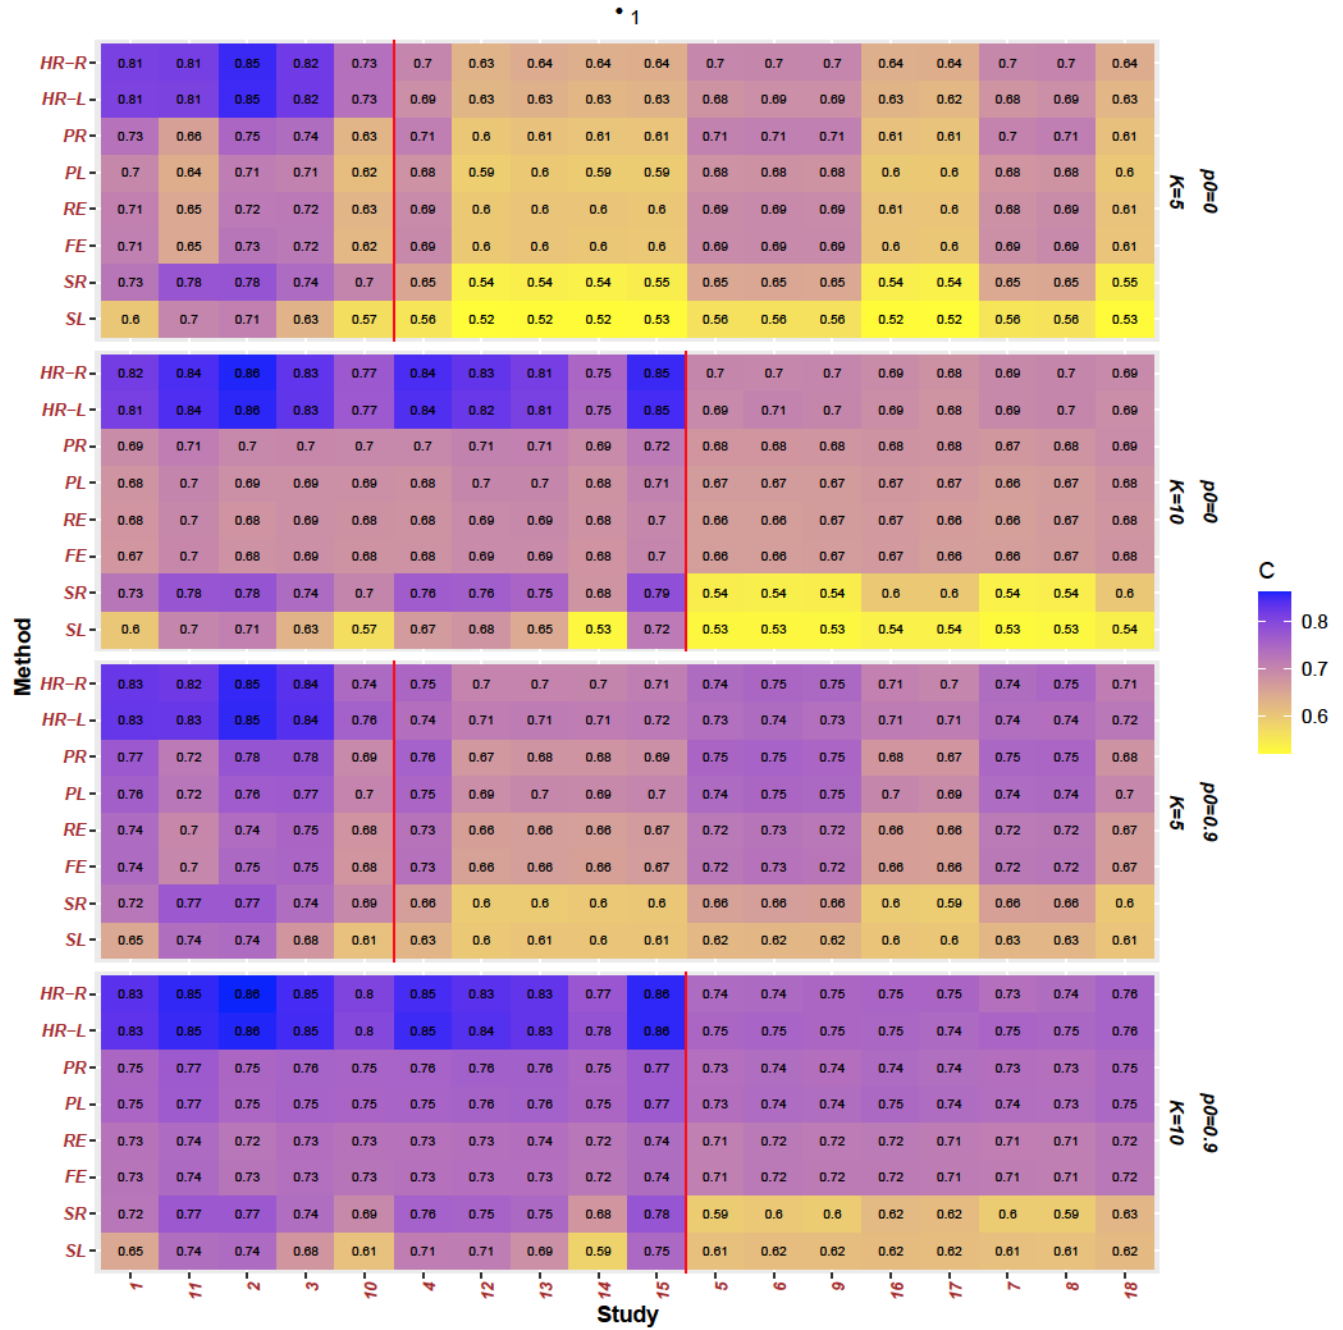 • 1
HR-R 0.81 0.81 0.85 0.82 0.73 0.7 0.63 0.64 0.64 0.64 0.7 0.7 0.7 0.64 0.64 0.7 0.7 0.64
HR-L 0.81 0.81 0.85 0.82 0.73 0.69 0.63 0.63 0.63 0.63 0.68 0.69 0.69 0.63 0.62 0.68 0.69 0.63
PR 0.73 0.66 0.75 0.74 0.63 0.71 0.6 0.61 0.61 0.61 0.71 0.71 0.71 0.61 0.61 0.7 0.71 0.61
PL 0.7 0.64 0.71 0.71 0.62 0.68 0.59 0.6 0.59 0.59 0.68 0.68 0.68 0.6 0.6 0.68 0.68 0.6
RE 0.71 0.65 0.72 0.72 0.63 0.69 0.6 0.6 0.6 0.6 0.69 0.69 0.69 0.61 0.6 0.68 0.69 0.61
FE 0.71 0.65 0.73 0.72 0.62 0.69 0.6 0.6 0.6 0.6 0.69 0.69 0.69 0.6 0.6 0.69 0.69 0.61
SR 0.73 0.78 0.78 0.74 0.7 0.65 0.54 0.54 0.54 0.55 0.65 0.65 0.65 0.54 0.54 0.65 0.65 0.55
SL 0.6 0.7 0.71 0.63 0.57 0.56 0.52 0.52 0.52 0.53 0.56 0.56 0.56 0.52 0.52 0.56 0.56 0.53
p0=0
K=5
HR-R 0.82 0.84 0.86 0.83 0.77 0.84 0.83 0.81 0.75 0.85 0.7 0.7 0.7 0.69 0.68 0.69 0.7 0.69
HR-L 0.81 0.84 0.86 0.83 0.77 0.84 0.82 0.81 0.75 0.85 0.69 0.71 0.7 0.69 0.68 0.69 0.7 0.69
PR 0.69 0.71 0.7 0.7 0.7 0.7 0.71 0.71 0.69 0.72 0.68 0.68 0.68 0.68 0.68 0.67 0.68 0.69
PL 0.68 0.7 0.69 0.69 0.69 0.68 0.7 0.7 0.68 0.71 0.67 0.67 0.67 0.67 0.67 0.66 0.67 0.68
RE 0.68 0.7 0.68 0.69 0.68 0.68 0.69 0.69 0.68 0.7 0.66 0.66 0.67 0.67 0.66 0.66 0.67 0.68
FE 0.67 0.7 0.68 0.69 0.68 0.68 0.69 0.69 0.68 0.7 0.66 0.66 0.67 0.67 0.66 0.66 0.67 0.68
SR 0.73 0.78 0.78 0.74 0.7 0.76 0.76 0.75 0.68 0.79 0.54 0.54 0.54 0.6 0.6 0.54 0.54 0.6
SL 0.6 0.7 0.71 0.63 0.57 0.67 0.68 0.65 0.53 0.72 0.53 0.53 0.53 0.54 0.54 0.53 0.53 0.54
p0=0
K=10
HR-R 0.83 0.82 0.85 0.84 0.74 0.75 0.7 0.7 0.7 0.71 0.74 0.75 0.75 0.71 0.7 0.74 0.75 0.71
HR-L 0.83 0.83 0.85 0.84 0.76 0.74 0.71 0.71 0.71 0.72 0.73 0.74 0.73 0.71 0.71 0.74 0.74 0.72
PR 0.77 0.72 0.78 0.78 0.69 0.76 0.67 0.68 0.68 0.69 0.75 0.75 0.75 0.68 0.67 0.75 0.75 0.68
PL 0.76 0.72 0.76 0.77 0.7 0.75 0.69 0.7 0.69 0.7 0.74 0.75 0.75 0.7 0.69 0.74 0.74 0.7
RE 0.74 0.7 0.74 0.75 0.68 0.73 0.66 0.66 0.66 0.67 0.72 0.73 0.72 0.66 0.66 0.72 0.72 0.67
FE 0.74 0.7 0.75 0.75 0.68 0.73 0.66 0.66 0.66 0.67 0.72 0.73 0.72 0.66 0.66 0.72 0.72 0.67
SR 0.72 0.77 0.77 0.74 0.69 0.66 0.6 0.6 0.6 0.6 0.66 0.66 0.66 0.6 0.59 0.66 0.66 0.6
SL 0.65 0.74 0.74 0.68 0.61 0.63 0.6 0.61 0.6 0.61 0.62 0.62 0.62 0.6 0.6 0.63 0.63 0.61
p0=0.9
K=5
HR-R 0.83 0.85 0.86 0.85 0.8 0.85 0.83 0.83 0.77 0.86 0.74 0.74 0.75 0.75 0.75 0.73 0.74 0.76
HR-L 0.83 0.85 0.86 0.85 0.8 0.85 0.84 0.83 0.78 0.86 0.75 0.75 0.75 0.75 0.74 0.75 0.75 0.76
PR 0.75 0.77 0.75 0.76 0.75 0.76 0.76 0.76 0.75 0.77 0.73 0.74 0.74 0.74 0.74 0.73 0.73 0.75
PL 0.75 0.77 0.75 0.75 0.75 0.75 0.76 0.76 0.75 0.77 0.73 0.74 0.74 0.75 0.74 0.74 0.73 0.75
RE 0.73 0.74 0.72 0.73 0.73 0.73 0.73 0.74 0.72 0.74 0.71 0.72 0.72 0.72 0.71 0.71 0.71 0.72
FE 0.73 0.74 0.73 0.73 0.73 0.73 0.73 0.73 0.72 0.74 0.71 0.72 0.72 0.72 0.71 0.71 0.71 0.72
SR 0.72 0.77 0.77 0.74 0.69 0.76 0.75 0.75 0.68 0.78 0.59 0.6 0.6 0.62 0.62 0.6 0.59 0.63
SL 0.65 0.74 0.74 0.68 0.61 0.71 0.71 0.69 0.59 0.75 0.61 0.62 0.62 0.62 0.62 0.61 0.61 0.62
p0=0.9
K=10
1 11 2 3 10 4 12 13 14 15 5 6 9 16 17 7 8 18
Study
Method
C
0.8
0.7
0.6